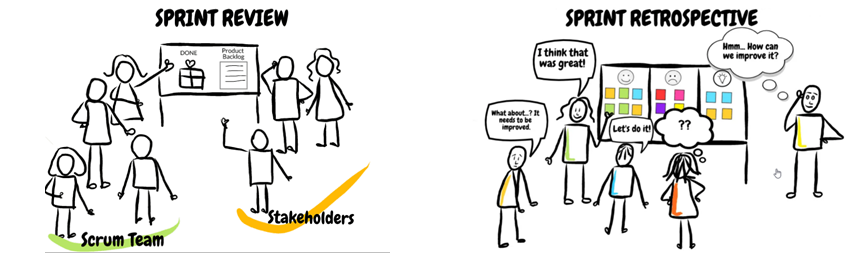 SPRINT REVIEW
DONE
Product
Backlog
Stakeholders
Scrum Team
SPRINT RETROSPECTIVE
I think that
was great!
Hmm... How can
we improve it?
What about...? It
needs to be
improved.
Let's do it!
??